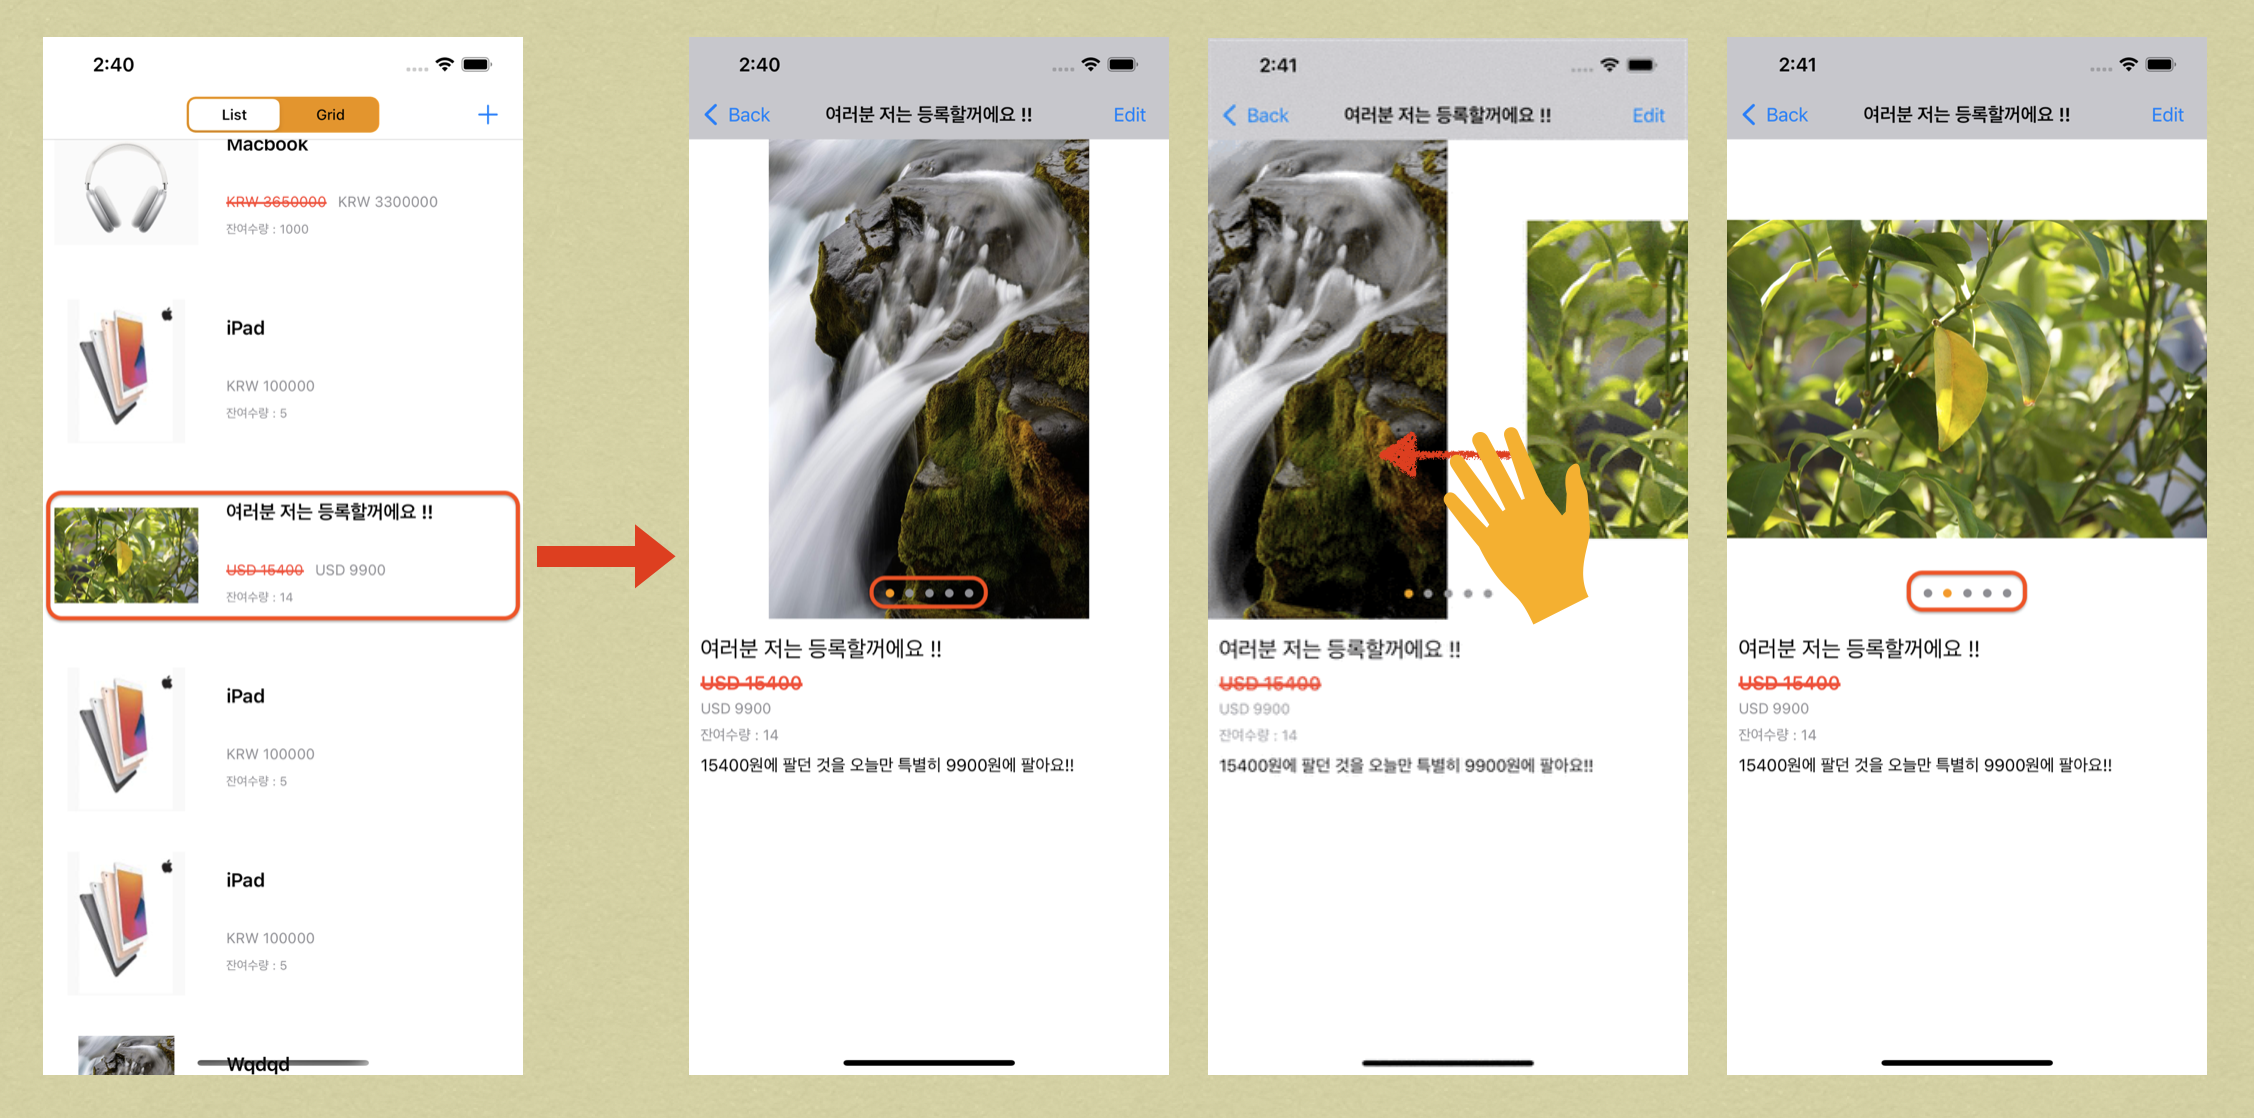 2:40
List Grid +
Macbook
KRW 3650000 KRW 3300000
잔여수량 : 1000
iPad
KRW 100000
잔여수량 : 5
여러분 저는 등록할꺼에요 !!
USD 15400 USD 9900
잔여수량 : 14
iPad
KRW 100000
잔여수량 : 5
iPad
KRW 100000
잔여수량 : 5
Wqdqd
2:40
Back 여러분 저는 등록할꺼에요 !! Edit
여러분 저는 등록할꺼에요 !!
USD 15400
USD 9900
잔여수량 : 14
15400원에 팔던 것을 오늘만 특별히 9900원에 팔아요!!
2:41
Back 여러분 저는 등록할꺼에요 !! Edit
여러분 저는 등록할꺼에요 !!
USD 15400
USD 9900
잔여수량 : 14
15400원에 팔던 것을 오늘만 특별히 9900원에 팔아요!!
2:41
Back 여러분 저는 등록할꺼에요 !! Edit
여러분 저는 등록할꺼에요 !!
USD 15400
USD 9900
잔여수량 : 14
15400원에 팔던 것을 오늘만 특별히 9900원에 팔아요!!